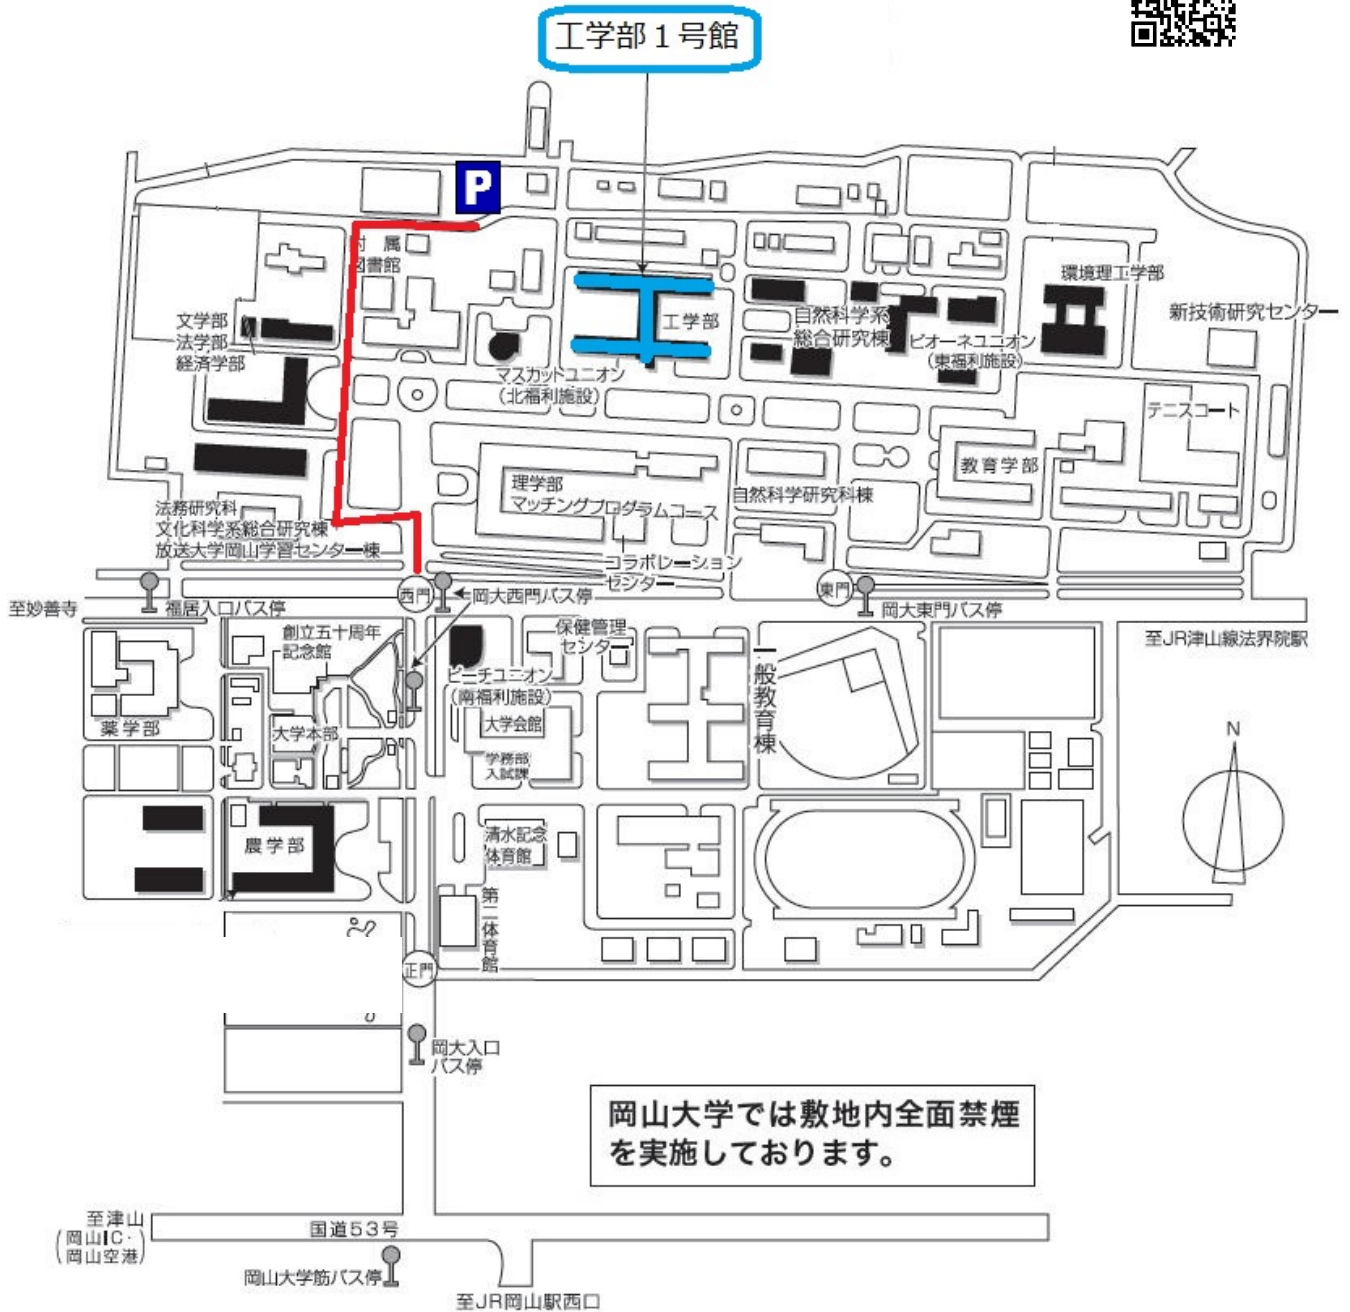 工学部１号館
P
附　属
図書館
環境理工学部
新技術研究センター
文学部
法学部
経済学部
工学部
自然科学系
総合研究棟
ピオーネユニオン
(東福利施設)
マスカットユニオン
(北福利施設)
テニスコート
教育学部
理学部
マッチングプログラムコース
自然科学研究科棟
法務研究科
文化科学系総合研究棟
放送大学岡山学習センター棟
コラボレーション
センター
西門
東門
至妙善寺
福居入口バス停
岡大西門バス停
岡大東門バス停
至JR津山線法界院駅
創立五十周年
記念館
保健管理
センター
ピーチユニオン
(南福利施設)
一般教育棟
薬学部
大学本部
大学会館
学務部
入試課
N
農学部
清水記念
体育館
第二体育館
正門
岡大入口
バス停
岡山大学では敷地内全面禁煙
を実施しております。
至津山
(岡山IC・
岡山空港)
国道53号
岡山大学筋バス停
至JR岡山駅西口